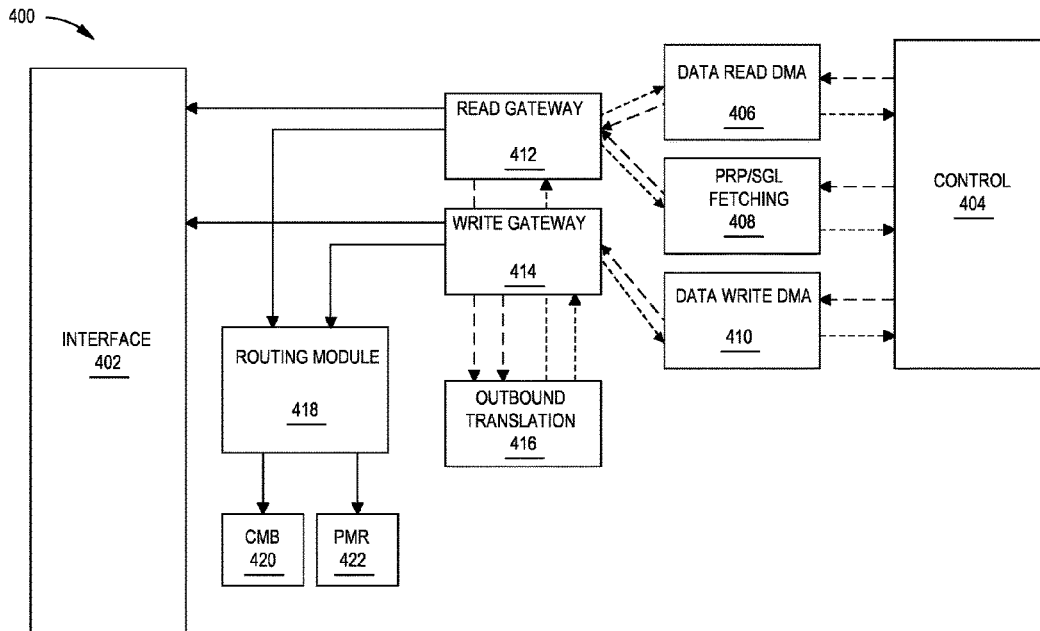 400
DATA READ DMA
406
READ GATEWAY
412
PRP/SGL
FETCHING
408
CONTROL
404
WRITE GATEWAY
414
DATA WRITE DMA
410
INTERFACE
402
ROUTING MODULE
418
OUTBOUND
TRANSLATION
416
CMB
420
PMR
422